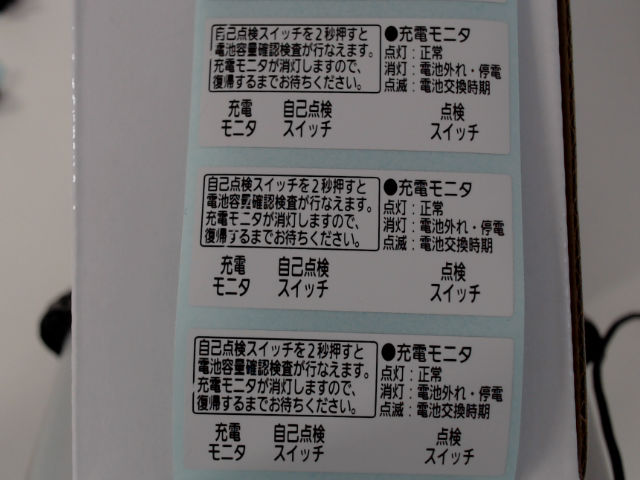 自己点検スイッチを2秒押すと
電池容量確認検査が行なえます。
充電モニタが消灯しますので、
復帰するまでお待ちください。
●充電モニタ
点灯：正常
消灯：電池外れ・停電
点滅：電池交換時期
充電
モニタ
自己点検
スイッチ
点検
スイッチ
自己点検スイッチを2秒押すと
電池容量確認検査が行なえます。
充電モニタが消灯しますので、
復帰するまでお待ちください。
●充電モニタ
点灯：正常
消灯：電池外れ・停電
点滅：電池交換時期
充電
モニタ
自己点検
スイッチ
点検
スイッチ
自己点検スイッチを2秒押すと
電池容量確認検査が行なえます。
充電モニタが消灯しますので、
復帰するまでお待ちください。
●充電モニタ
点灯：正常
消灯：電池外れ・停電
点滅：電池交換時期
充電
モニタ
自己点検
スイッチ
点検
スイッチ